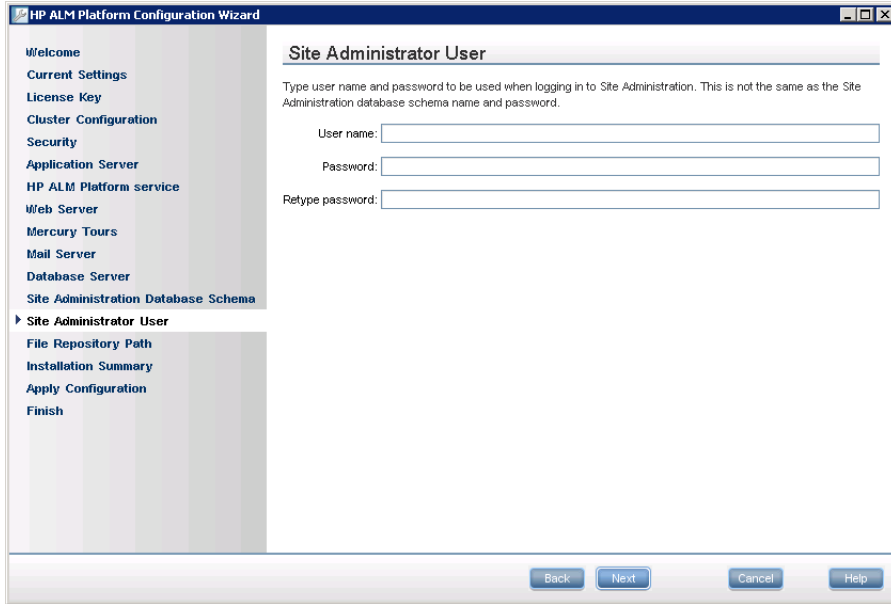 HP ALM Platform Configuration Wizard
Welcome
Current Settings
License Key
Cluster Configuration
Security
Application Server
HP ALM Platform service
Web Server
Mercury Tours
Mail Server
Database Server
Site Administration Database Schema
Site Administrator User
File Repository Path
Installation Summary
Apply Configuration
Finish
Site Administrator User
Type user name and password to be used when logging in to Site Administration. This is not the same as the Site
Administration database schema name and password.
User name:
Password:
Retype password:
Back
Next
Cancel
Help